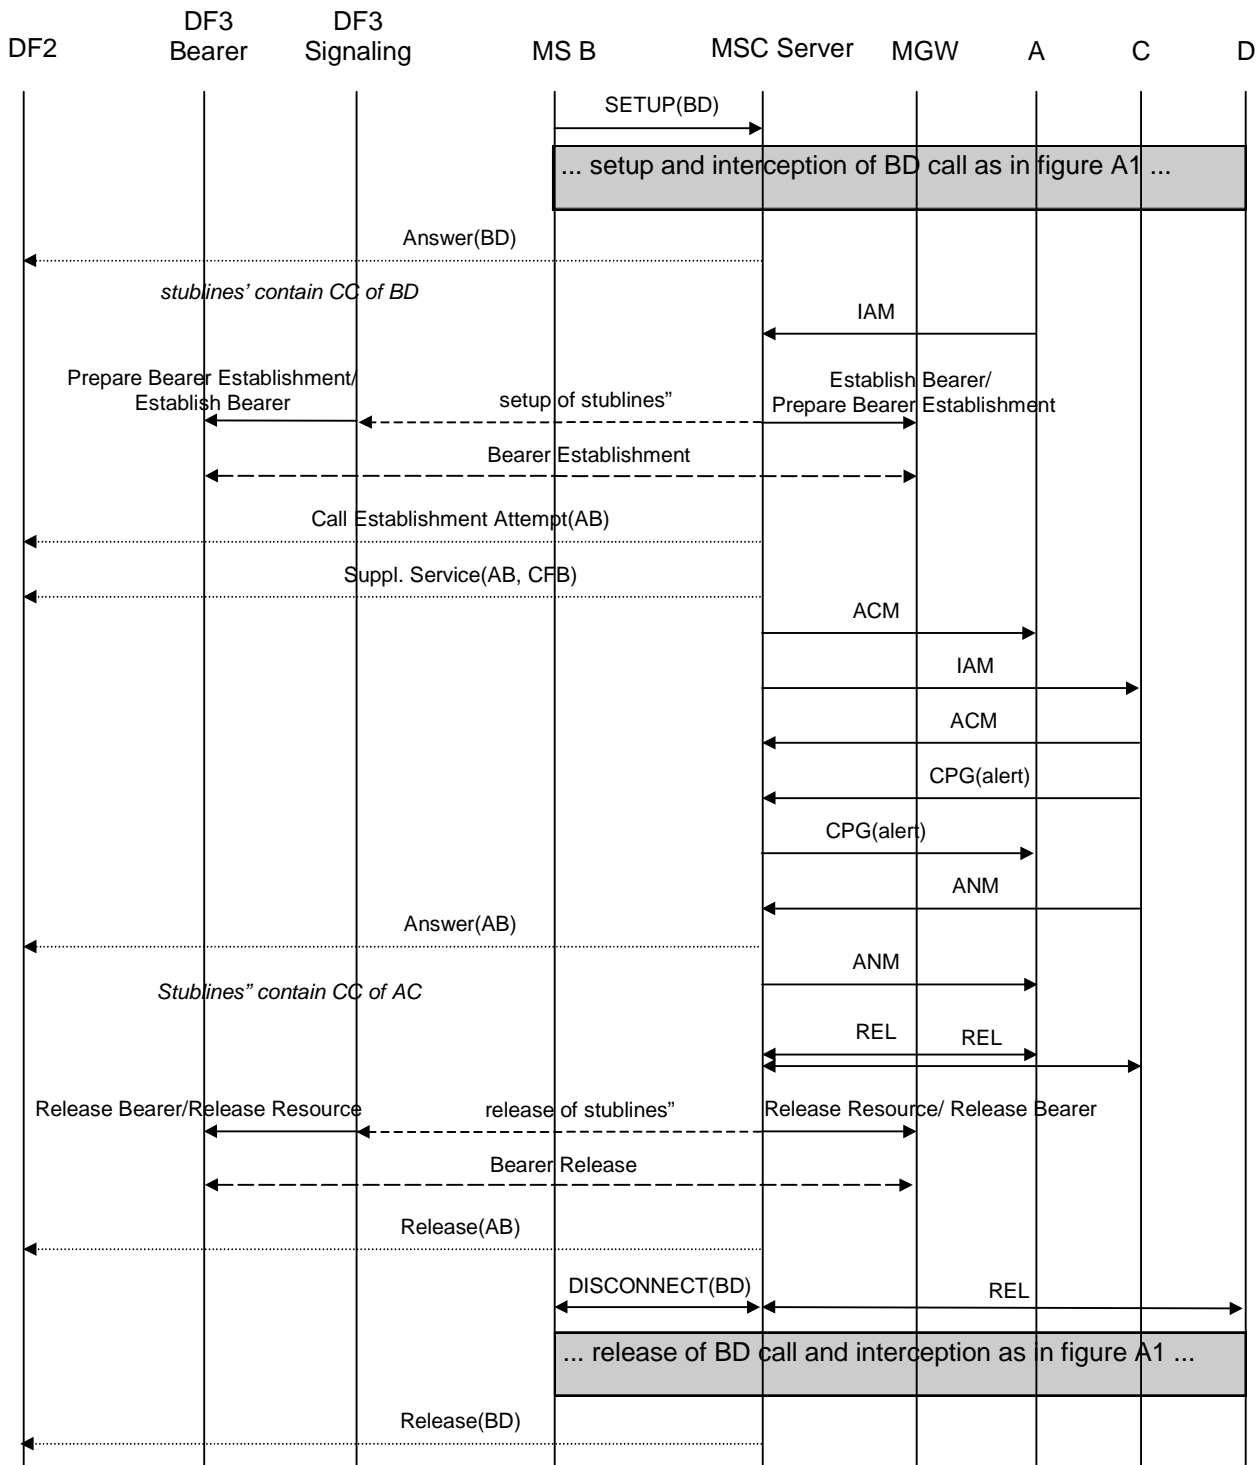 DF2
DF3
Bearer
DF3
Signaling
MS B
MSC Server
MGW
A
C
D
SETUP(BD)
... setup and interception of BD call as in figure A1 ...
Answer(BD)
stublines’ contain CC of BD
IAM
Prepare Bearer Establishment/
Establish Bearer
setup of stublines”
Establish Bearer/
Prepare Bearer Establishment
Bearer Establishment
Call Establishment Attempt(AB)
Suppl. Service(AB, CFB)
ACM
IAM
ACM
CPG(alert)
CPG(alert)
ANM
Answer(AB)
ANM
Stublines” contain CC of AC
REL
REL
Release Bearer/Release Resource
release of stublines”
Release Resource/ Release Bearer
Bearer Release
Release(AB)
DISCONNECT(BD)
REL
... release of BD call and interception as in figure A1 ...
Release(BD)